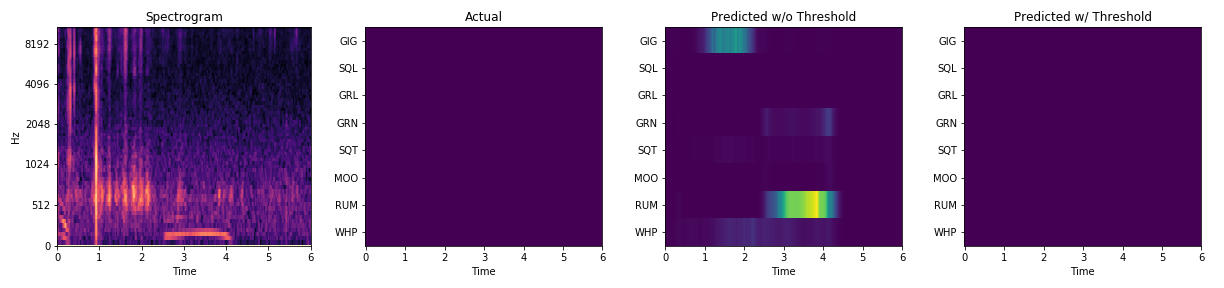 Spectrogram
Hz
8192
4096
2048
1024
512
0
0 1 2 3 4 5 6
Time
Actual
GIG
SQL
GRL
GRN
SQT
MOO
RUM
WHP
0 1 2 3 4 5 6
Time
Predicted w/o Threshold
GIG
SQL
GRL
GRN
SQT
MOO
RUM
WHP
0 1 2 3 4 5 6
Time
Predicted w/ Threshold
GIG
SQL
GRL
GRN
SQT
MOO
RUM
WHP
0 1 2 3 4 5 6
Time